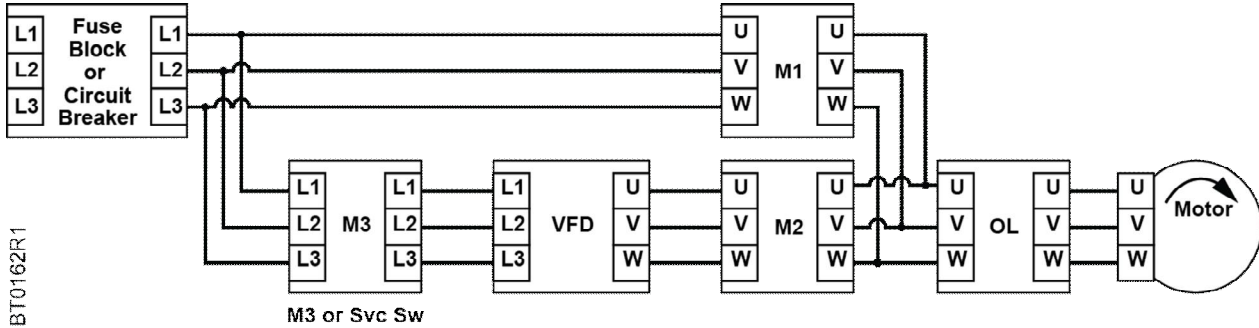 L1 Fuse L1 U U
Block
L2 or L2 V M1 V
Circuit
L3 Breaker L3 W W
L1 L1 L1 U U U U U U
L2 M3 L2 L2 VFD V V M2 V V OL V V Motor
L3 L3 L3 W W W W W W
M3 or Svc Sw
BT0162R1